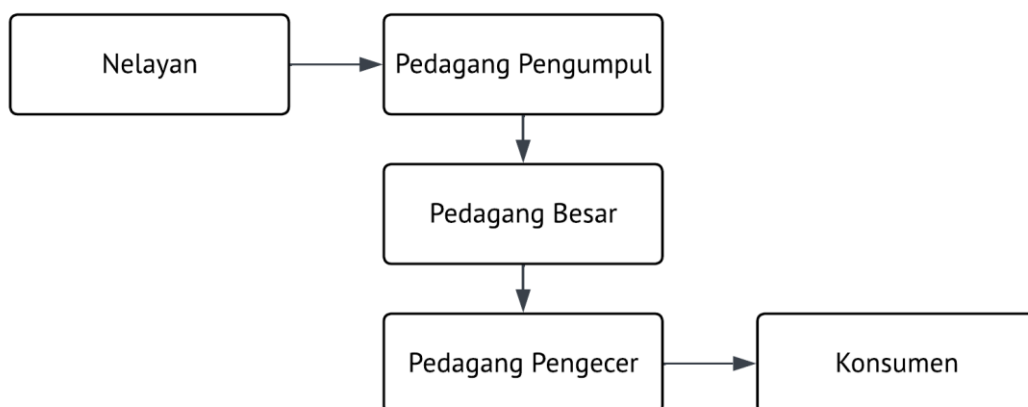 Nelayan
Pedagang Pengumpul
Pedagang Besar
Pedagang Pengecer
Konsumen